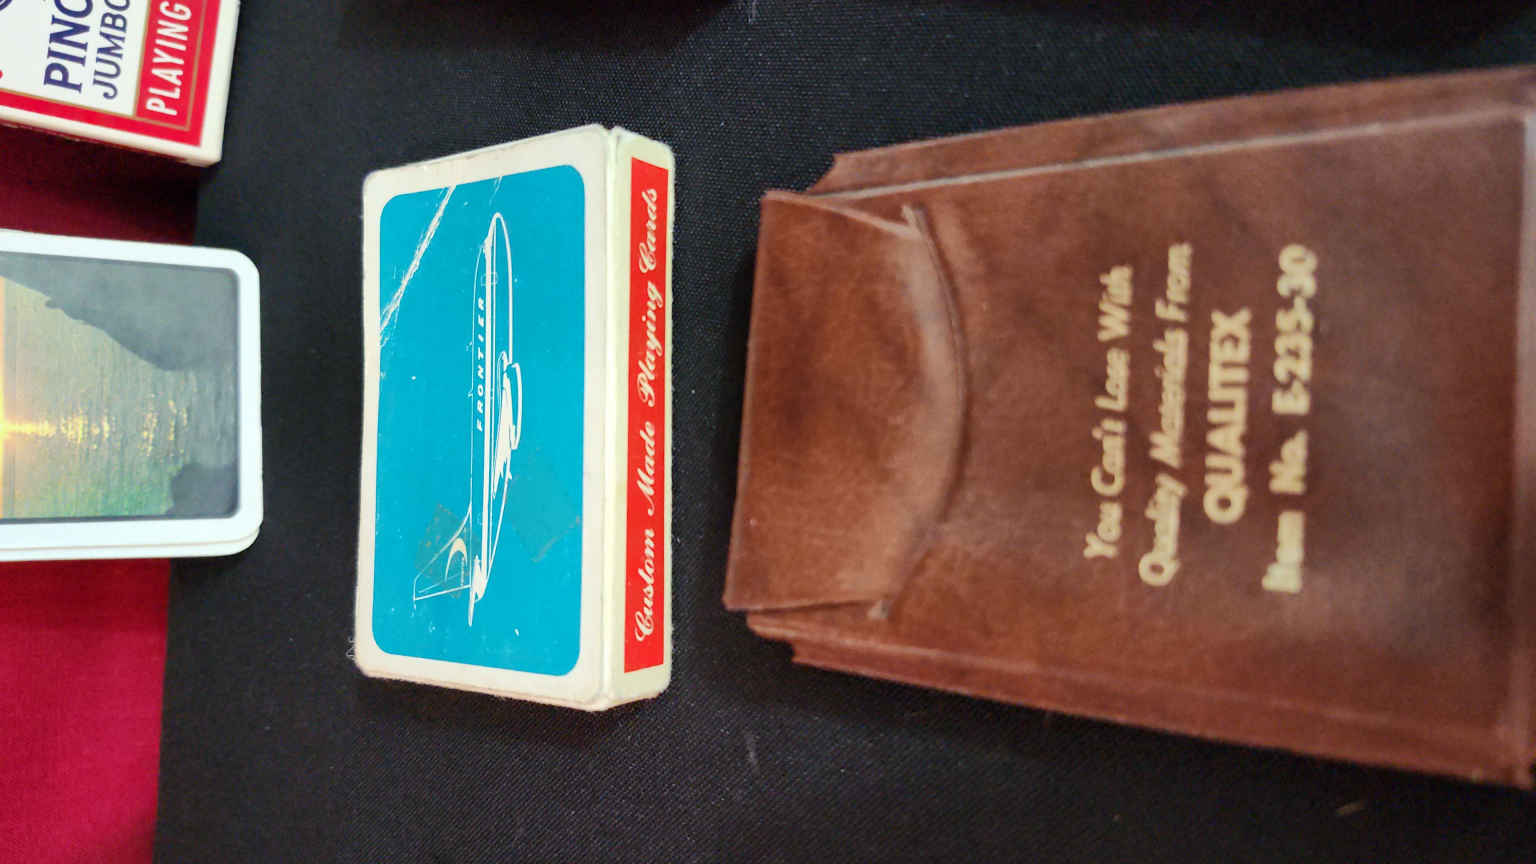 PINO
JUMBO
PLAYING
FRONTIER
Custom Made Playing Cards
You Can't Lose With
Quality Materials From
QUALITEX
Item No. E-235-30